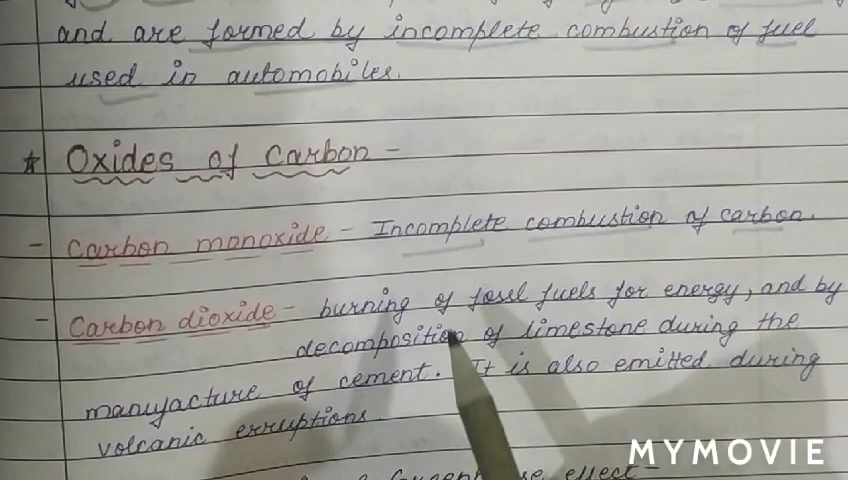 and are formed by incomplete combustion of fuel
used in automobiles.
* Oxides of Carbon -
- Carbon monoxide - Incomplete combustion of carbon.
- Carbon dioxide - burning of fossil fuels for energy, and by
decomposition of limestone during the
manufacture of cement. It is also emitted during
volcanic erruptions.
effect -
MYMOVIE